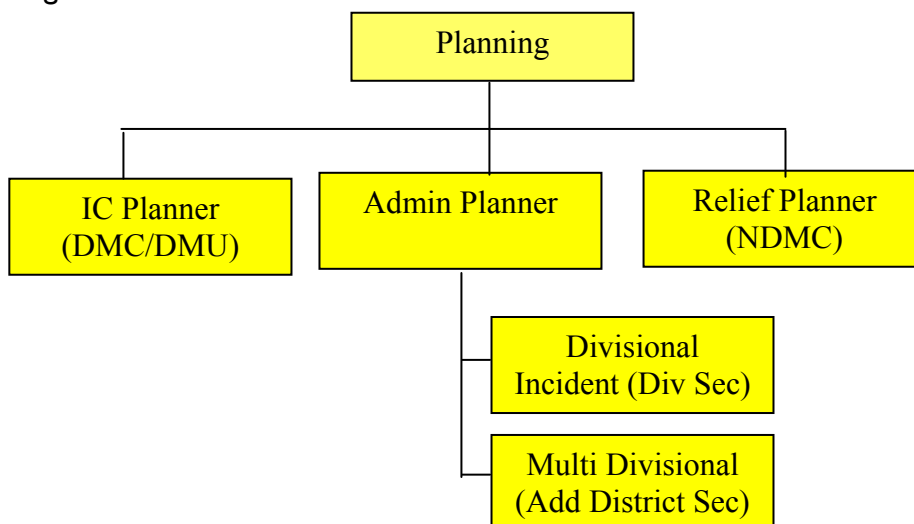 Planning
IC Planner
(DMC/DMU)
Admin Planner
Relief Planner
(NDMC)
Divisional
Incident (Div Sec)
Multi Divisional
(Add District Sec)